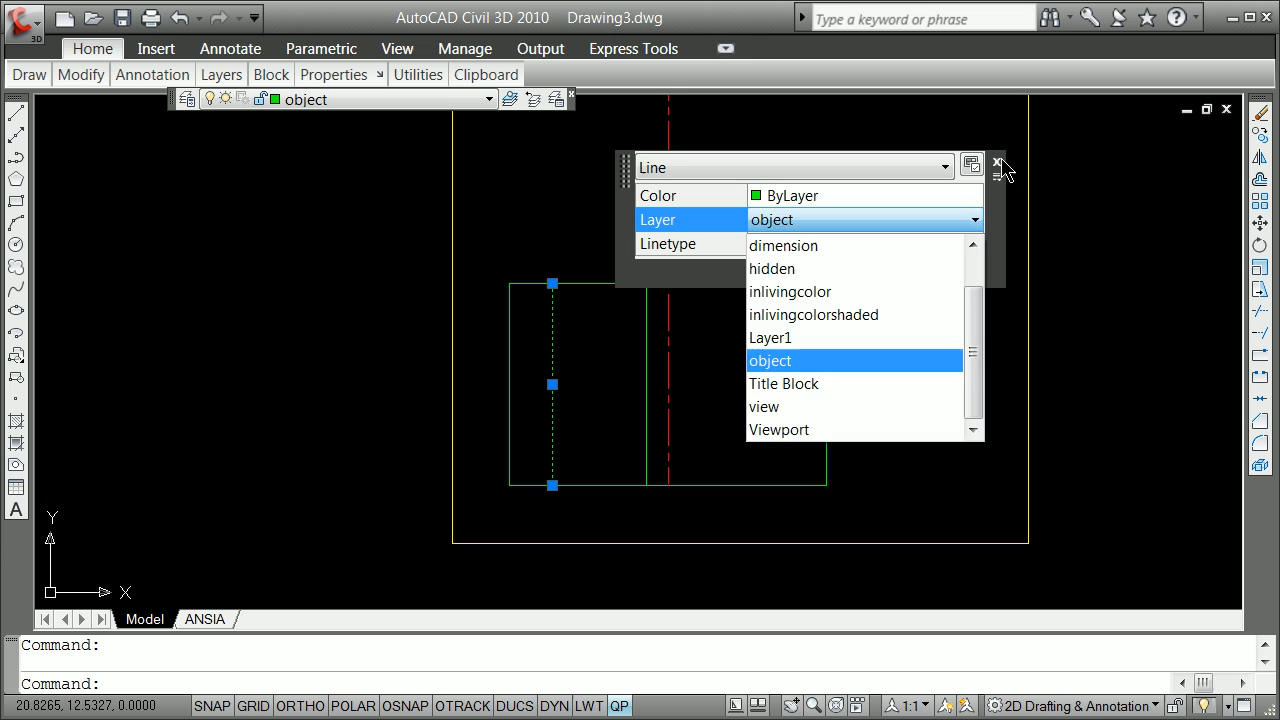 AutoCAD Civil 3D 2010 Drawing3.dwg
Type a keyword or phrase
3D
Home Insert Annotate Parametric View Manage Output Express Tools
Draw Modify Annotation Layers Block Properties Utilities Clipboard
object
Line
Color ByLayer
Layer object
Linetype
dimension
hidden
inlivingcolor
inlivingcolorshaded
Layer1
object
Title Block
view
Viewport
A
Y
X
Model ANSIA
Command:
Command:
20.8265, 12.5327, 0.0000 SNAP GRID ORTHO POLAR OSNAP OTRACK DUCS DYN LWT QP 1:1 2D Drafting & Annotation